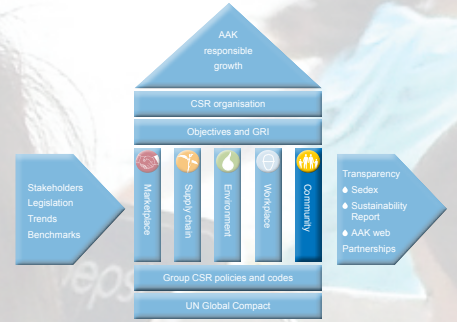 AAK
responsible
growth
CSR organisation
Objectives and GRI
Stakeholders
Legislation
Trends
Benchmarks
Marketplace
Supply chain
Environment
Workplace
Community
Transparency
Sedex
Sustainability
Report
AAK web
Partnerships
Group CSR policies and codes
UN Global Compact